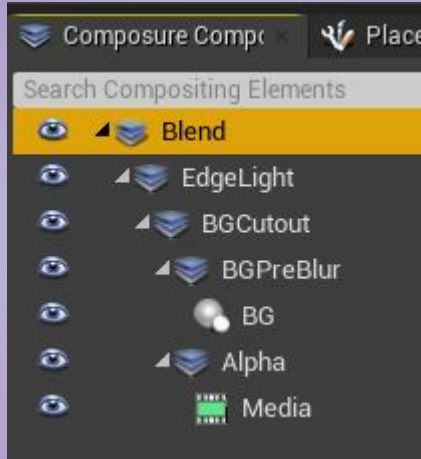 Composure Compo
Place
Search Compositing Elements
Blend
EdgeLight
BGCutout
BGPreBlur
BG
Alpha
Media